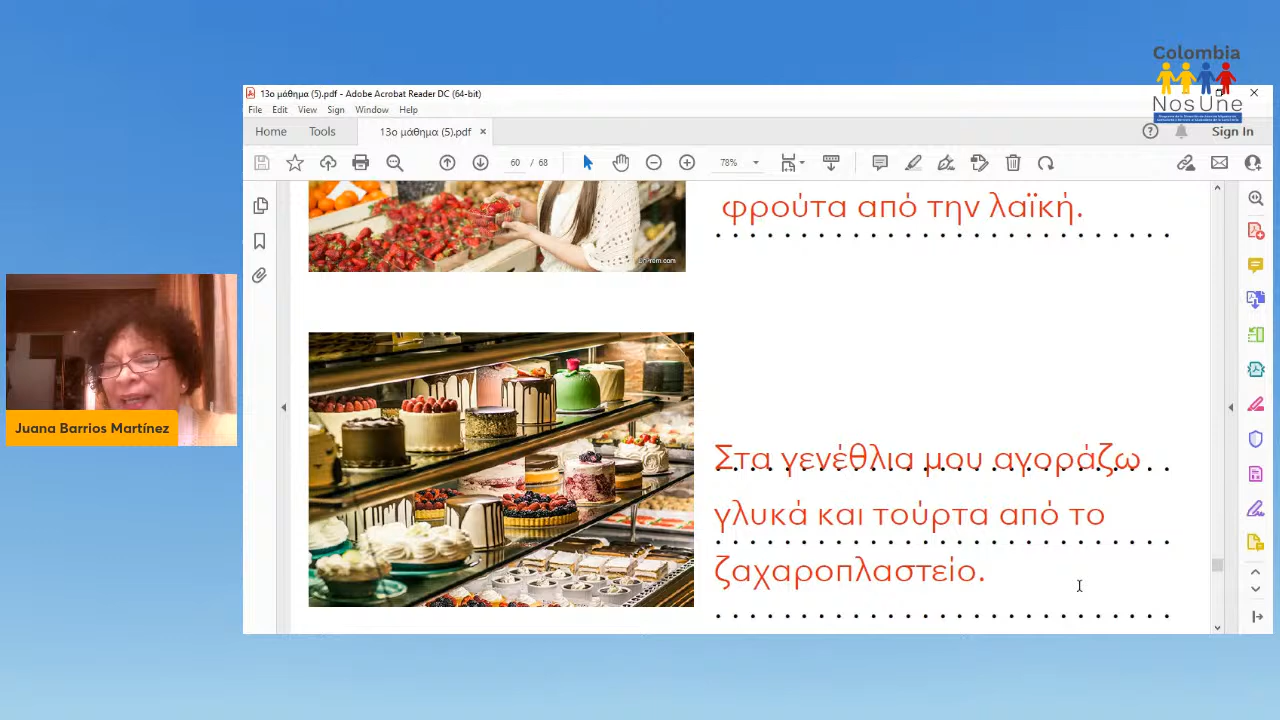 Colombia
NosUne
13ο μάθημα (5).pdf - Adobe Acrobat Reader DC (64-bit)
File Edit View Sign Window Help
Home Tools 13ο μάθημα (5).pdf × Sign In
60 / 68 78%
φρούτα από την λαϊκή.
Στα γενέθλια μου αγοράζω
γλυκά και τούρτα από το
ζαχαροπλαστείο.
Juana Barrios Martínez